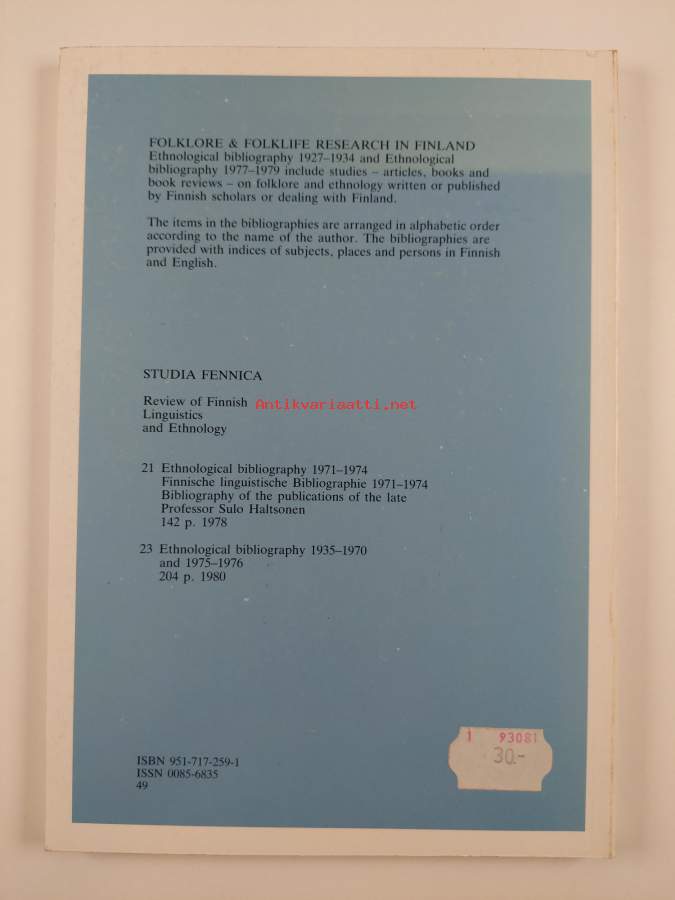 FOLKLORE & FOLKLIFE RESEARCH IN FINLAND
Ethnological bibliography 1927–1934 and Ethnological
bibliography 1977–1979 include studies – articles, books and
book reviews – on folklore and ethnology written or published
by Finnish scholars or dealing with Finland.
The items in the bibliographies are arranged in alphabetic order
according to the name of the author. The bibliographies are
provided with indices of subjects, places and persons in Finnish
and English.
STUDIA FENNICA
Review of Finnish
Linguistics
and Ethnology
Antikvariaatti.net
21 Ethnological bibliography 1971–1974
Finnische linguistische Bibliographie 1971–1974
Bibliography of the publications of the late
Professor Sulo Haltsonen
142 p. 1978
23 Ethnological bibliography 1935–1970
and 1975–1976
204 p. 1980
1 93081
30.-
ISBN 951-717-259-1
ISSN 0085-6835
49